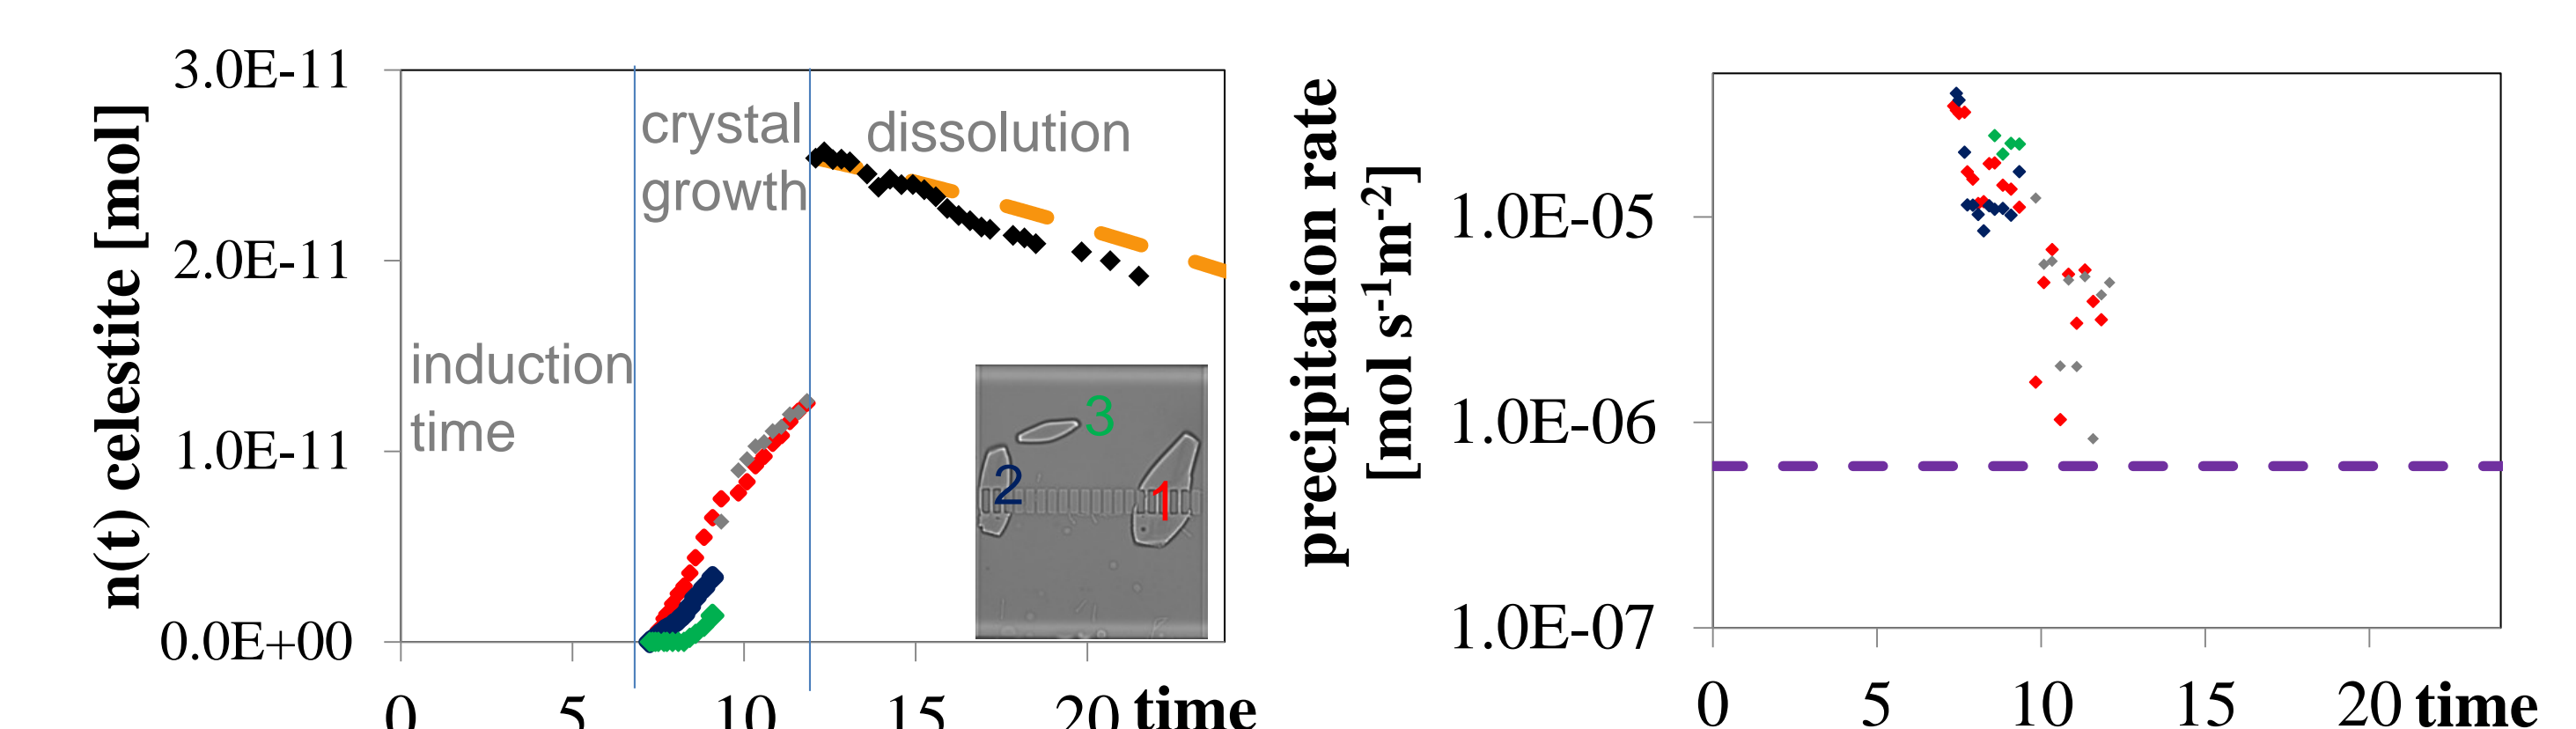 n(t) celestite [mol]
3.0E-11
2.0E-11
1.0E-11
0.0E+00
induction
time
crystal
growth
dissolution
3
2
1
0 5 10 15 20 time
precipitation rate
[mol s-1m-2]
1.0E-05
1.0E-06
1.0E-07
0 5 10 15 20 time